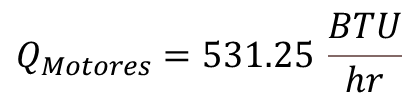 Q_Motores = 531.25 BTU/hr